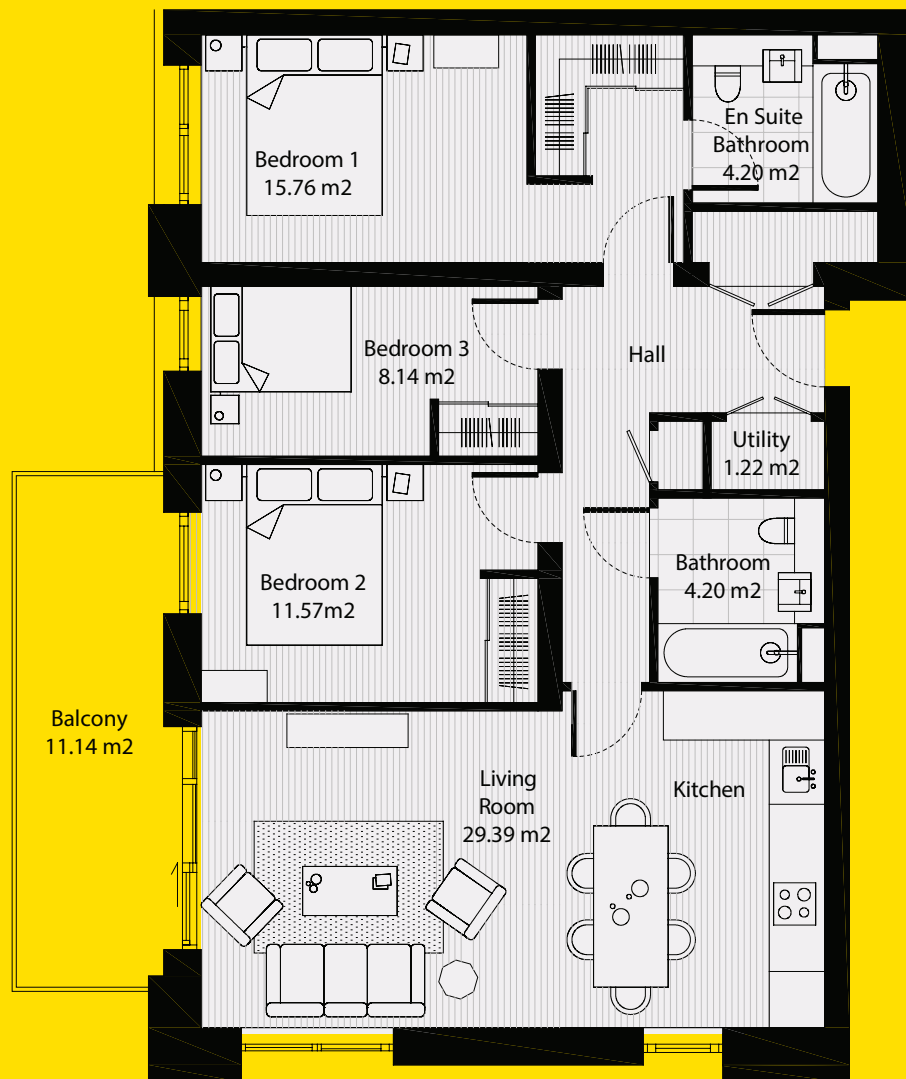 Bedroom 1
15.76 m2
En Suite
Bathroom
4.20 m2
Bedroom 3
8.14 m2
Hall
Utility
1.22 m2
Bedroom 2
11.57m2
Bathroom
4.20 m2
Balcony
11.14 m2
Living
Room
29.39 m2
Kitchen